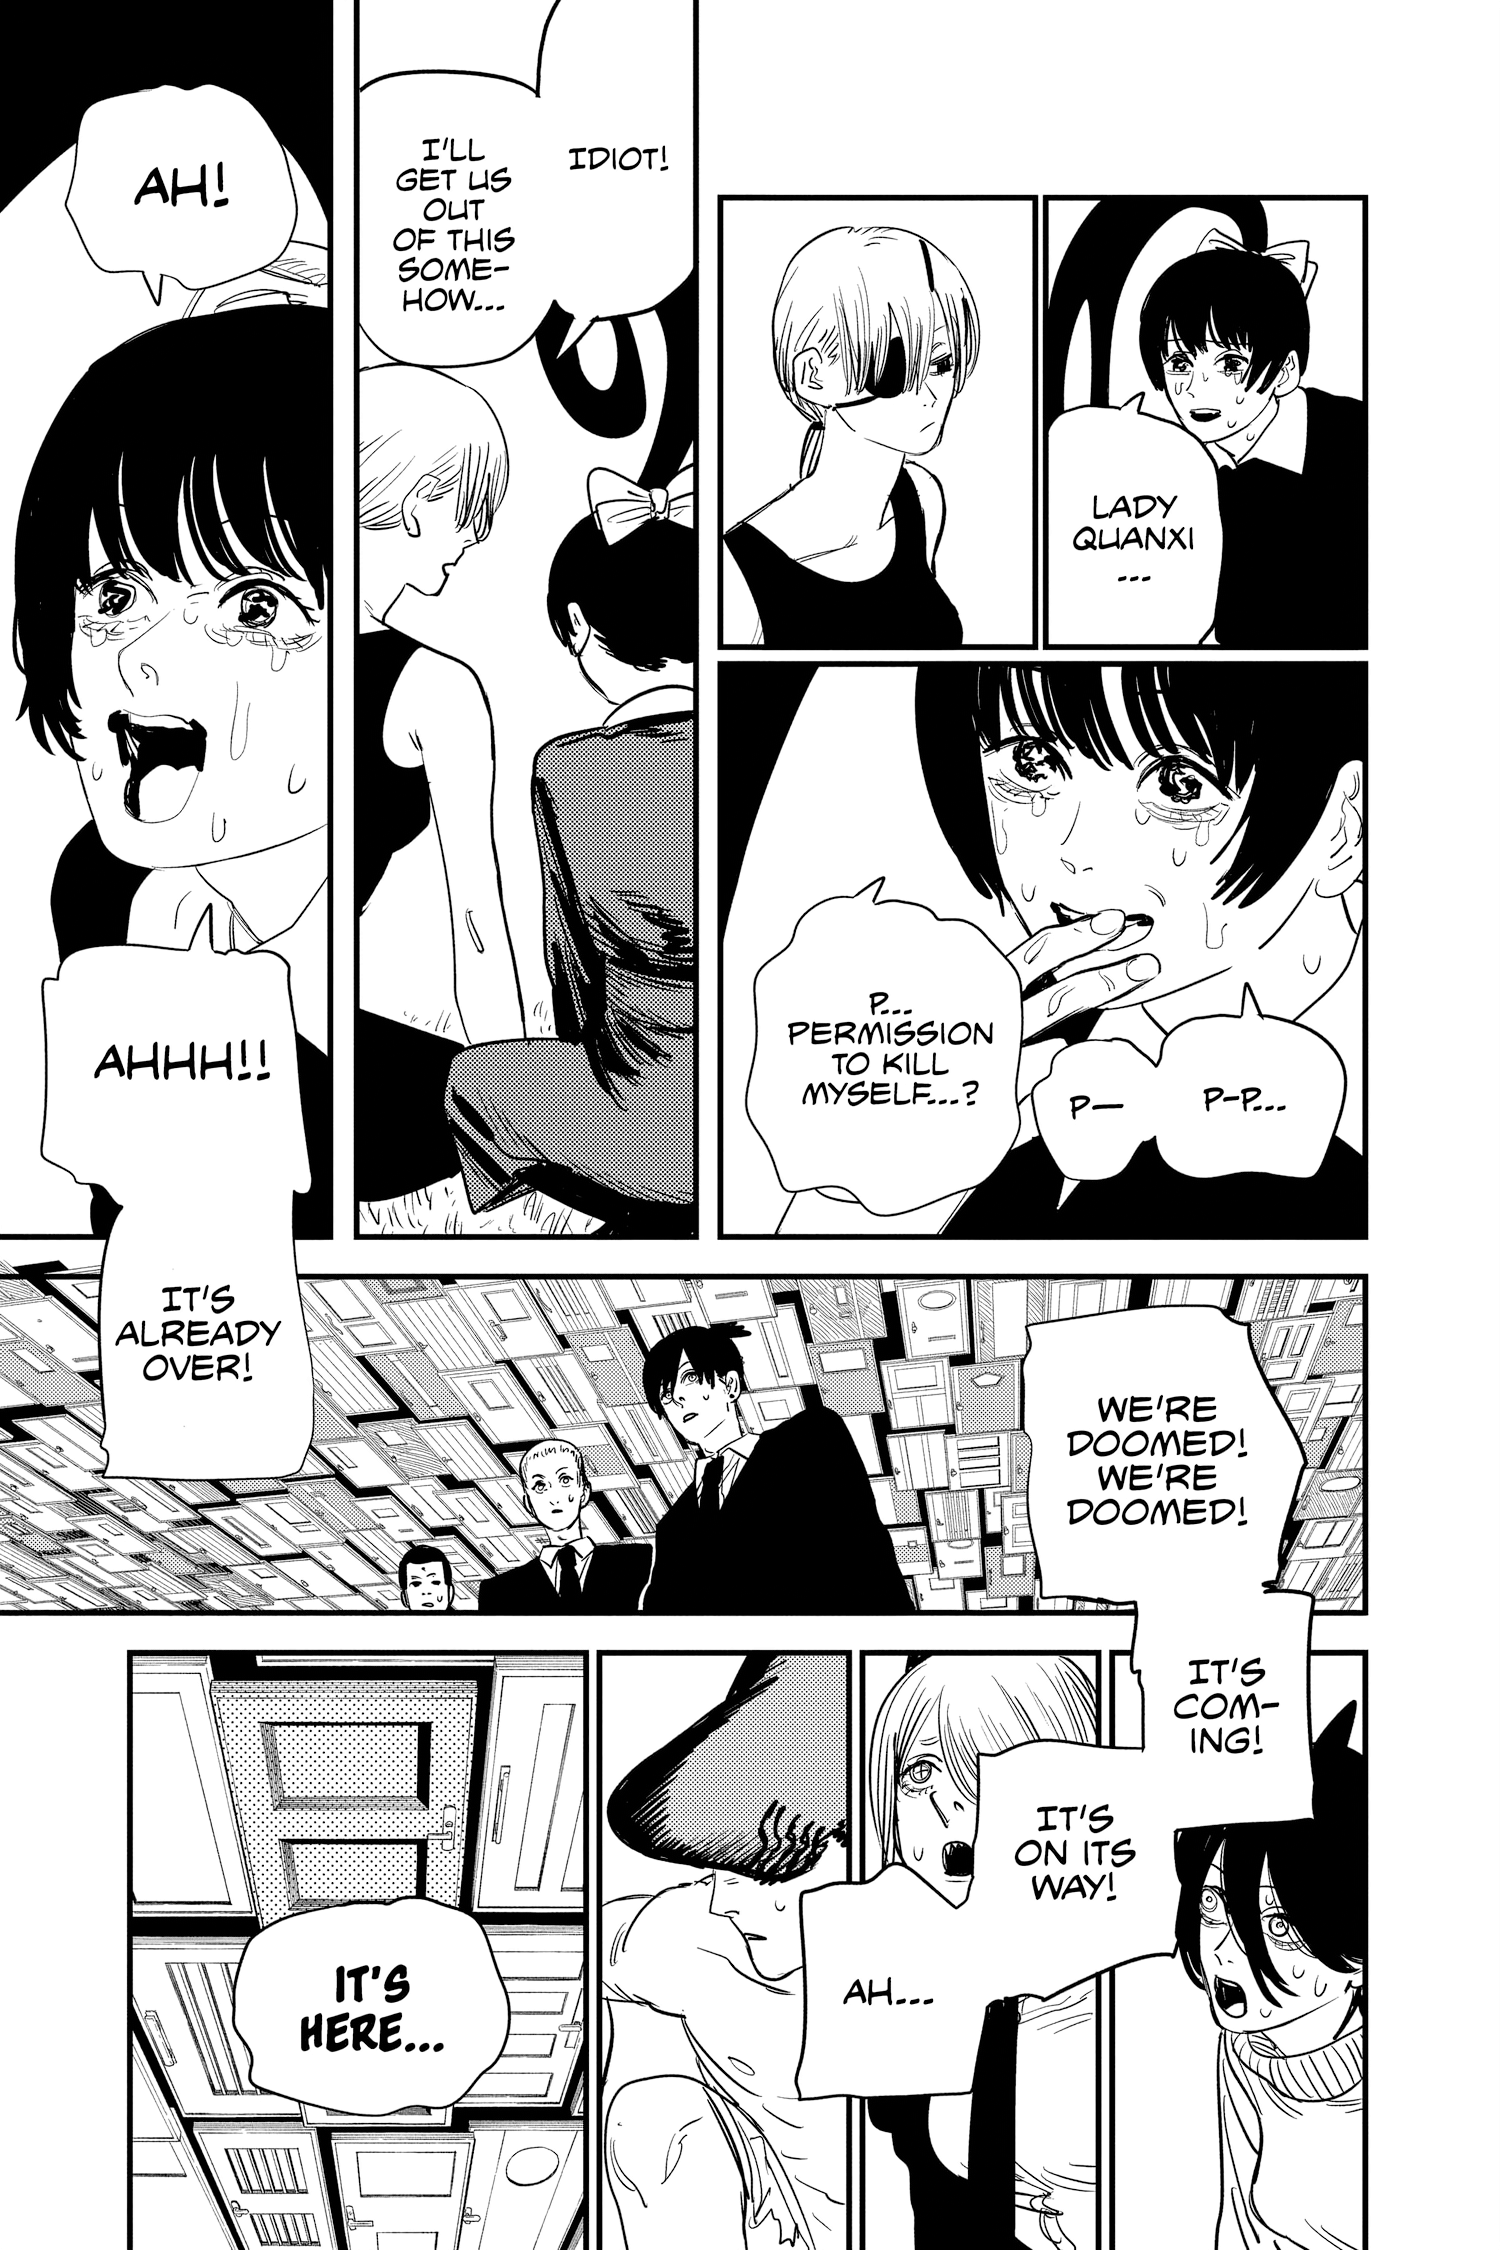 LADY
QUANXI
...
P-P...
P—
P...
PERMISSION
TO KILL
MYSELF...?
IDIOT!
I'LL
GET US
OUT
OF THIS
SOME-
HOW...
AH!
AHHH!!
IT'S
ALREADY
OVER!
WE'RE
DOOMED!
WE'RE
DOOMED!
IT'S
COM-
ING!
IT'S
ON ITS
WAY!
AH...
IT'S
HERE...